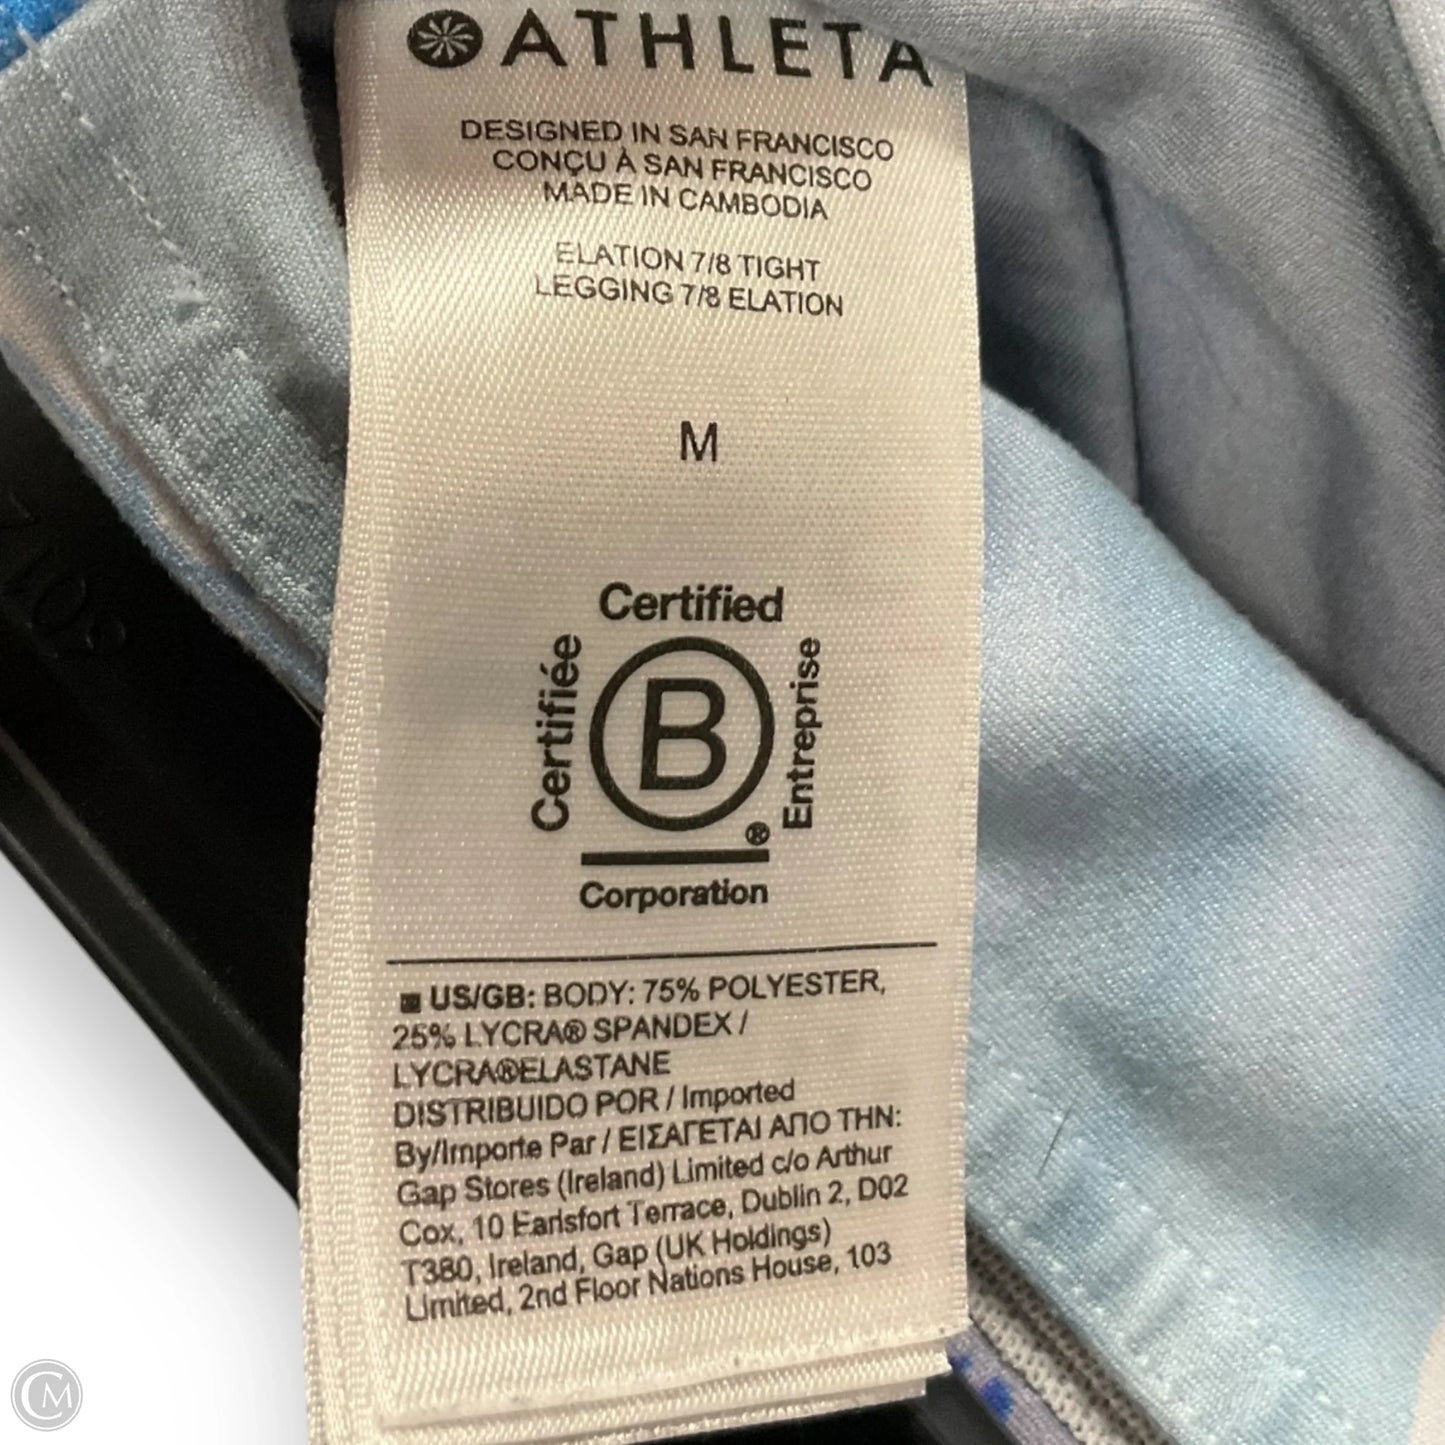 ATHLETA
DESIGNED IN SAN FRANCISCO
CONÇU À SAN FRANCISCO
MADE IN CAMBODIA
ELATION 7/8 TIGHT
LEGGING 7/8 ELATION
M
Certified
Certifiée
B
Entreprise
®
Corporation
US/GB: BODY: 75% POLYESTER,
25% LYCRA® SPANDEX /
LYCRA®ELASTANE
DISTRIBUIDO POR / Imported
By/Importe Par / ΕΙΣΑΓΕΤΑΙ ΑΠΟ ΤΗΝ:
Gap Stores (Ireland) Limited c/o Arthur
Cox, 10 Earlsfort Terrace, Dublin 2, D02
T380, Ireland, Gap (UK Holdings)
Limited, 2nd Floor Nations House, 103
CM